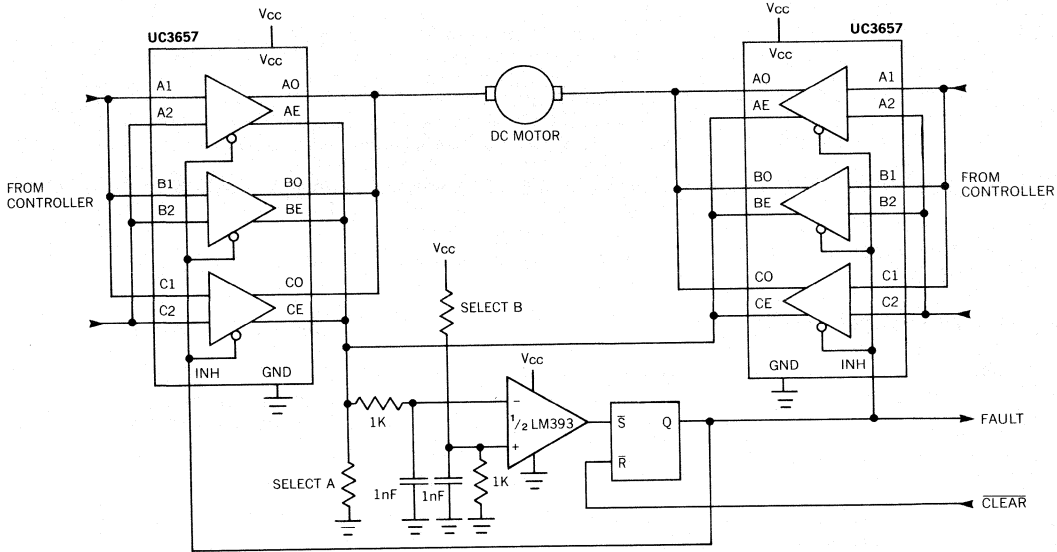 VCC
UC3657
VCC
A1
A2
AO
AE
FROM
CONTROLLER
B1
B2
BO
BE
C1
C2
CO
CE
INH
GND
DC MOTOR
VCC
UC3657
VCC
AO
AE
A1
A2
BO
BE
B1
B2
FROM
CONTROLLER
CO
CE
C1
C2
GND
INH
VCC
SELECT B
VCC
1K
−
1/2 LM393
+
S̅
Q
R̅
FAULT
SELECT A
1nF
1nF
1K
C̅L̅E̅A̅R̅